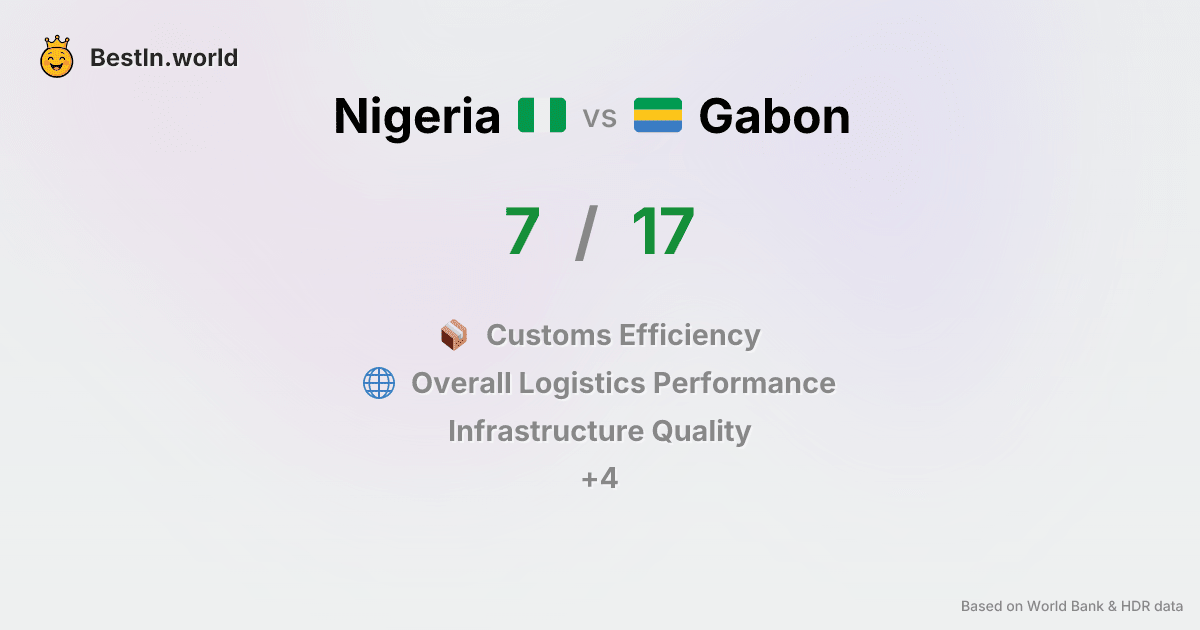 BestIn.world
Nigeria vs Gabon
7 / 17
Customs Efficiency
Overall Logistics Performance
Infrastructure Quality
+4
Based on World Bank & HDR data